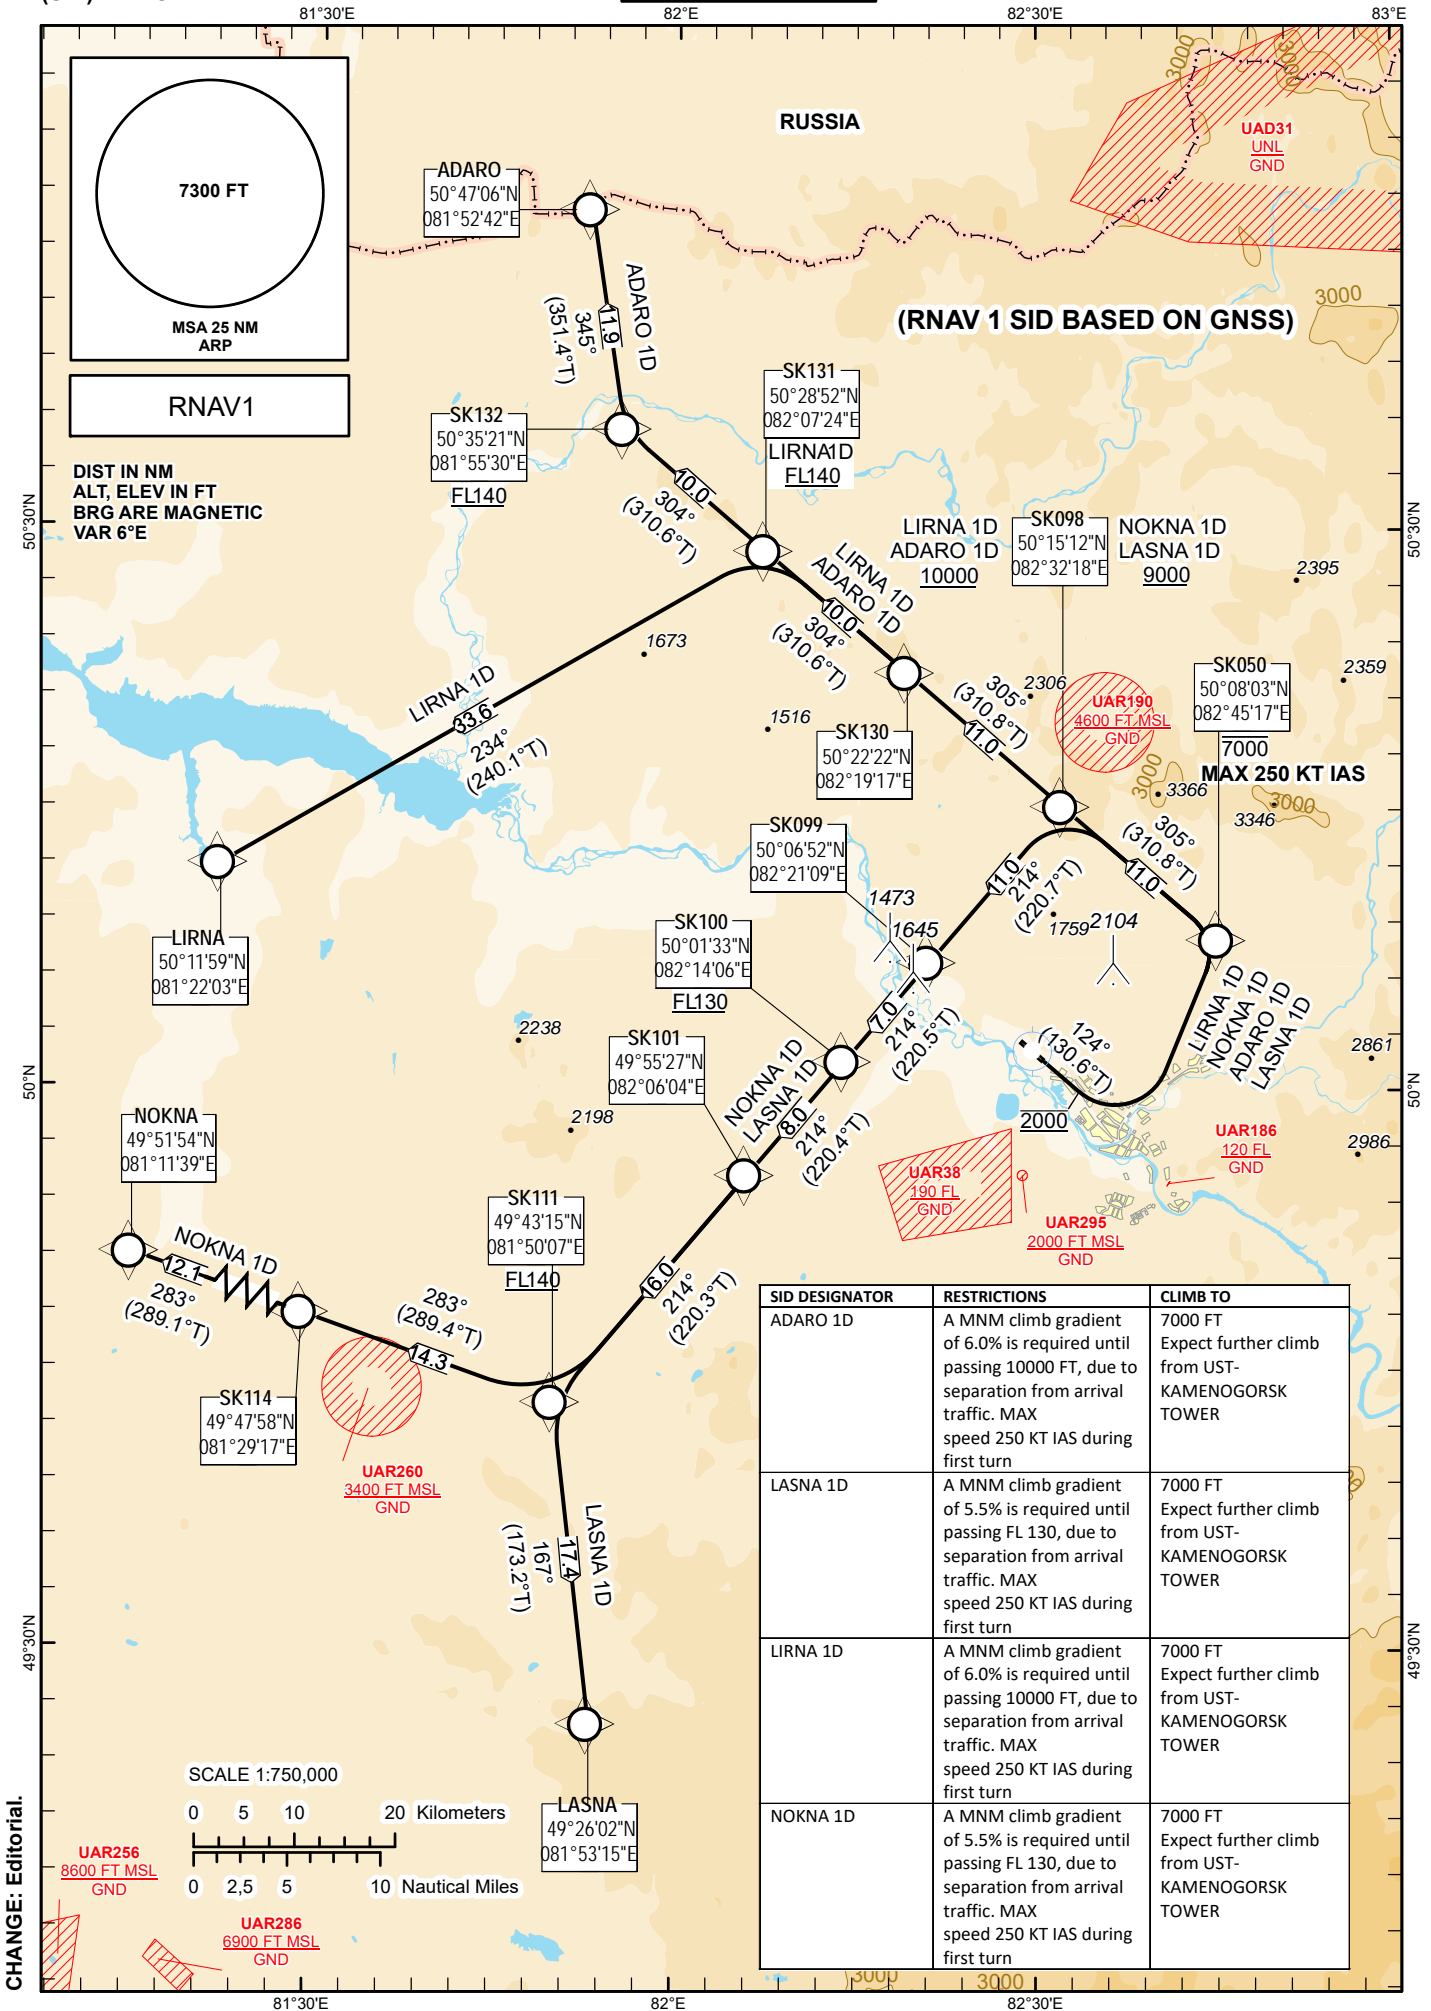 81°30'E
82°E
82°30'E
83°E
7300 FT
MSA 25 NM
ARP
RNAV1
DIST IN NM
ALT, ELEV IN FT
BRG ARE MAGNETIC
VAR 6°E
RUSSIA
UAD31
UNL
GND
3000
3000
3000
(RNAV 1 SID BASED ON GNSS)
ADARO
50°47'06"N
081°52'42"E
ADARO 1D
11.9
345°
(351.4°T)
SK132
50°35'21"N
081°55'30"E
FL140
SK131
50°28'52"N
082°07'24"E
LIRNA1D
FL140
10.0
304°
(310.6°T)
LIRNA 1D
ADARO 1D
10000
SK098
50°15'12"N
082°32'18"E
NOKNA 1D
LASNA 1D
9000
50°30'N
50°30'N
2395
LIRNA 1D
ADARO 1D
10.0
304°
(310.6°T)
1673
1516
2306
2359
LIRNA 1D
33.6
234°
(240.1°T)
SK130
50°22'22"N
082°19'17"E
305°
(310.8°T)
11.0
UAR190
4600 FT MSL
GND
SK050
50°08'03"N
082°45'17"E
7000
MAX 250 KT IAS
3000
3366
3000
3346
305°
(310.8°T)
11.0
SK099
50°06'52"N
082°21'09"E
11.0
214°
(220.7°T)
1473
1645
1759
2104
LIRNA
50°11'59"N
081°22'03"E
SK100
50°01'33"N
082°14'06"E
FL130
7.0
214°
(220.5°T)
LIRNA 1D
NOKNA 1D
ADARO 1D
LASNA 1D
124°
(130.6°T)
2000
2238
2861
SK101
49°55'27"N
082°06'04"E
NOKNA 1D
LASNA 1D
8.0
214°
(220.4°T)
50°N
50°N
2198
2986
NOKNA
49°51'54"N
081°11'39"E
UAR38
190 FL
GND
UAR186
120 FL
GND
UAR295
2000 FT MSL
GND
SK111
49°43'15"N
081°50'07"E
FL140
16.0
214°
(220.3°T)
NOKNA 1D
12.1
283°
(289.1°T)
283°
(289.4°T)
14.3
SK114
49°47'58"N
081°29'17"E
UAR260
3400 FT MSL
GND
LASNA 1D
17.4
167°
(173.2°T)
LASNA
49°26'02"N
081°53'15"E
SID DESIGNATOR RESTRICTIONS CLIMB TO
ADARO 1D A MNM climb gradient 7000 FT
of 6.0% is required until Expect further climb
passing 10000 FT, due to from UST-
separation from arrival KAMENOGORSK
traffic. MAX TOWER
speed 250 KT IAS during
first turn
LASNA 1D A MNM climb gradient 7000 FT
of 5.5% is required until Expect further climb
passing FL 130, due to from UST-
separation from arrival KAMENOGORSK
traffic. MAX TOWER
speed 250 KT IAS during
first turn
LIRNA 1D A MNM climb gradient 7000 FT
of 6.0% is required until Expect further climb
passing 10000 FT, due to from UST-
separation from arrival KAMENOGORSK
traffic. MAX TOWER
speed 250 KT IAS during
first turn
NOKNA 1D A MNM climb gradient 7000 FT
of 5.5% is required until Expect further climb
passing FL 130, due to from UST-
separation from arrival KAMENOGORSK
traffic. MAX TOWER
speed 250 KT IAS during
first turn
49°30'N
49°30'N
SCALE 1:750,000
0 5 10 20 Kilometers
0 2,5 5 10 Nautical Miles
UAR256
8600 FT MSL
GND
UAR286
6900 FT MSL
GND
3000
3000
CHANGE: Editorial.
81°30'E
82°E
82°30'E